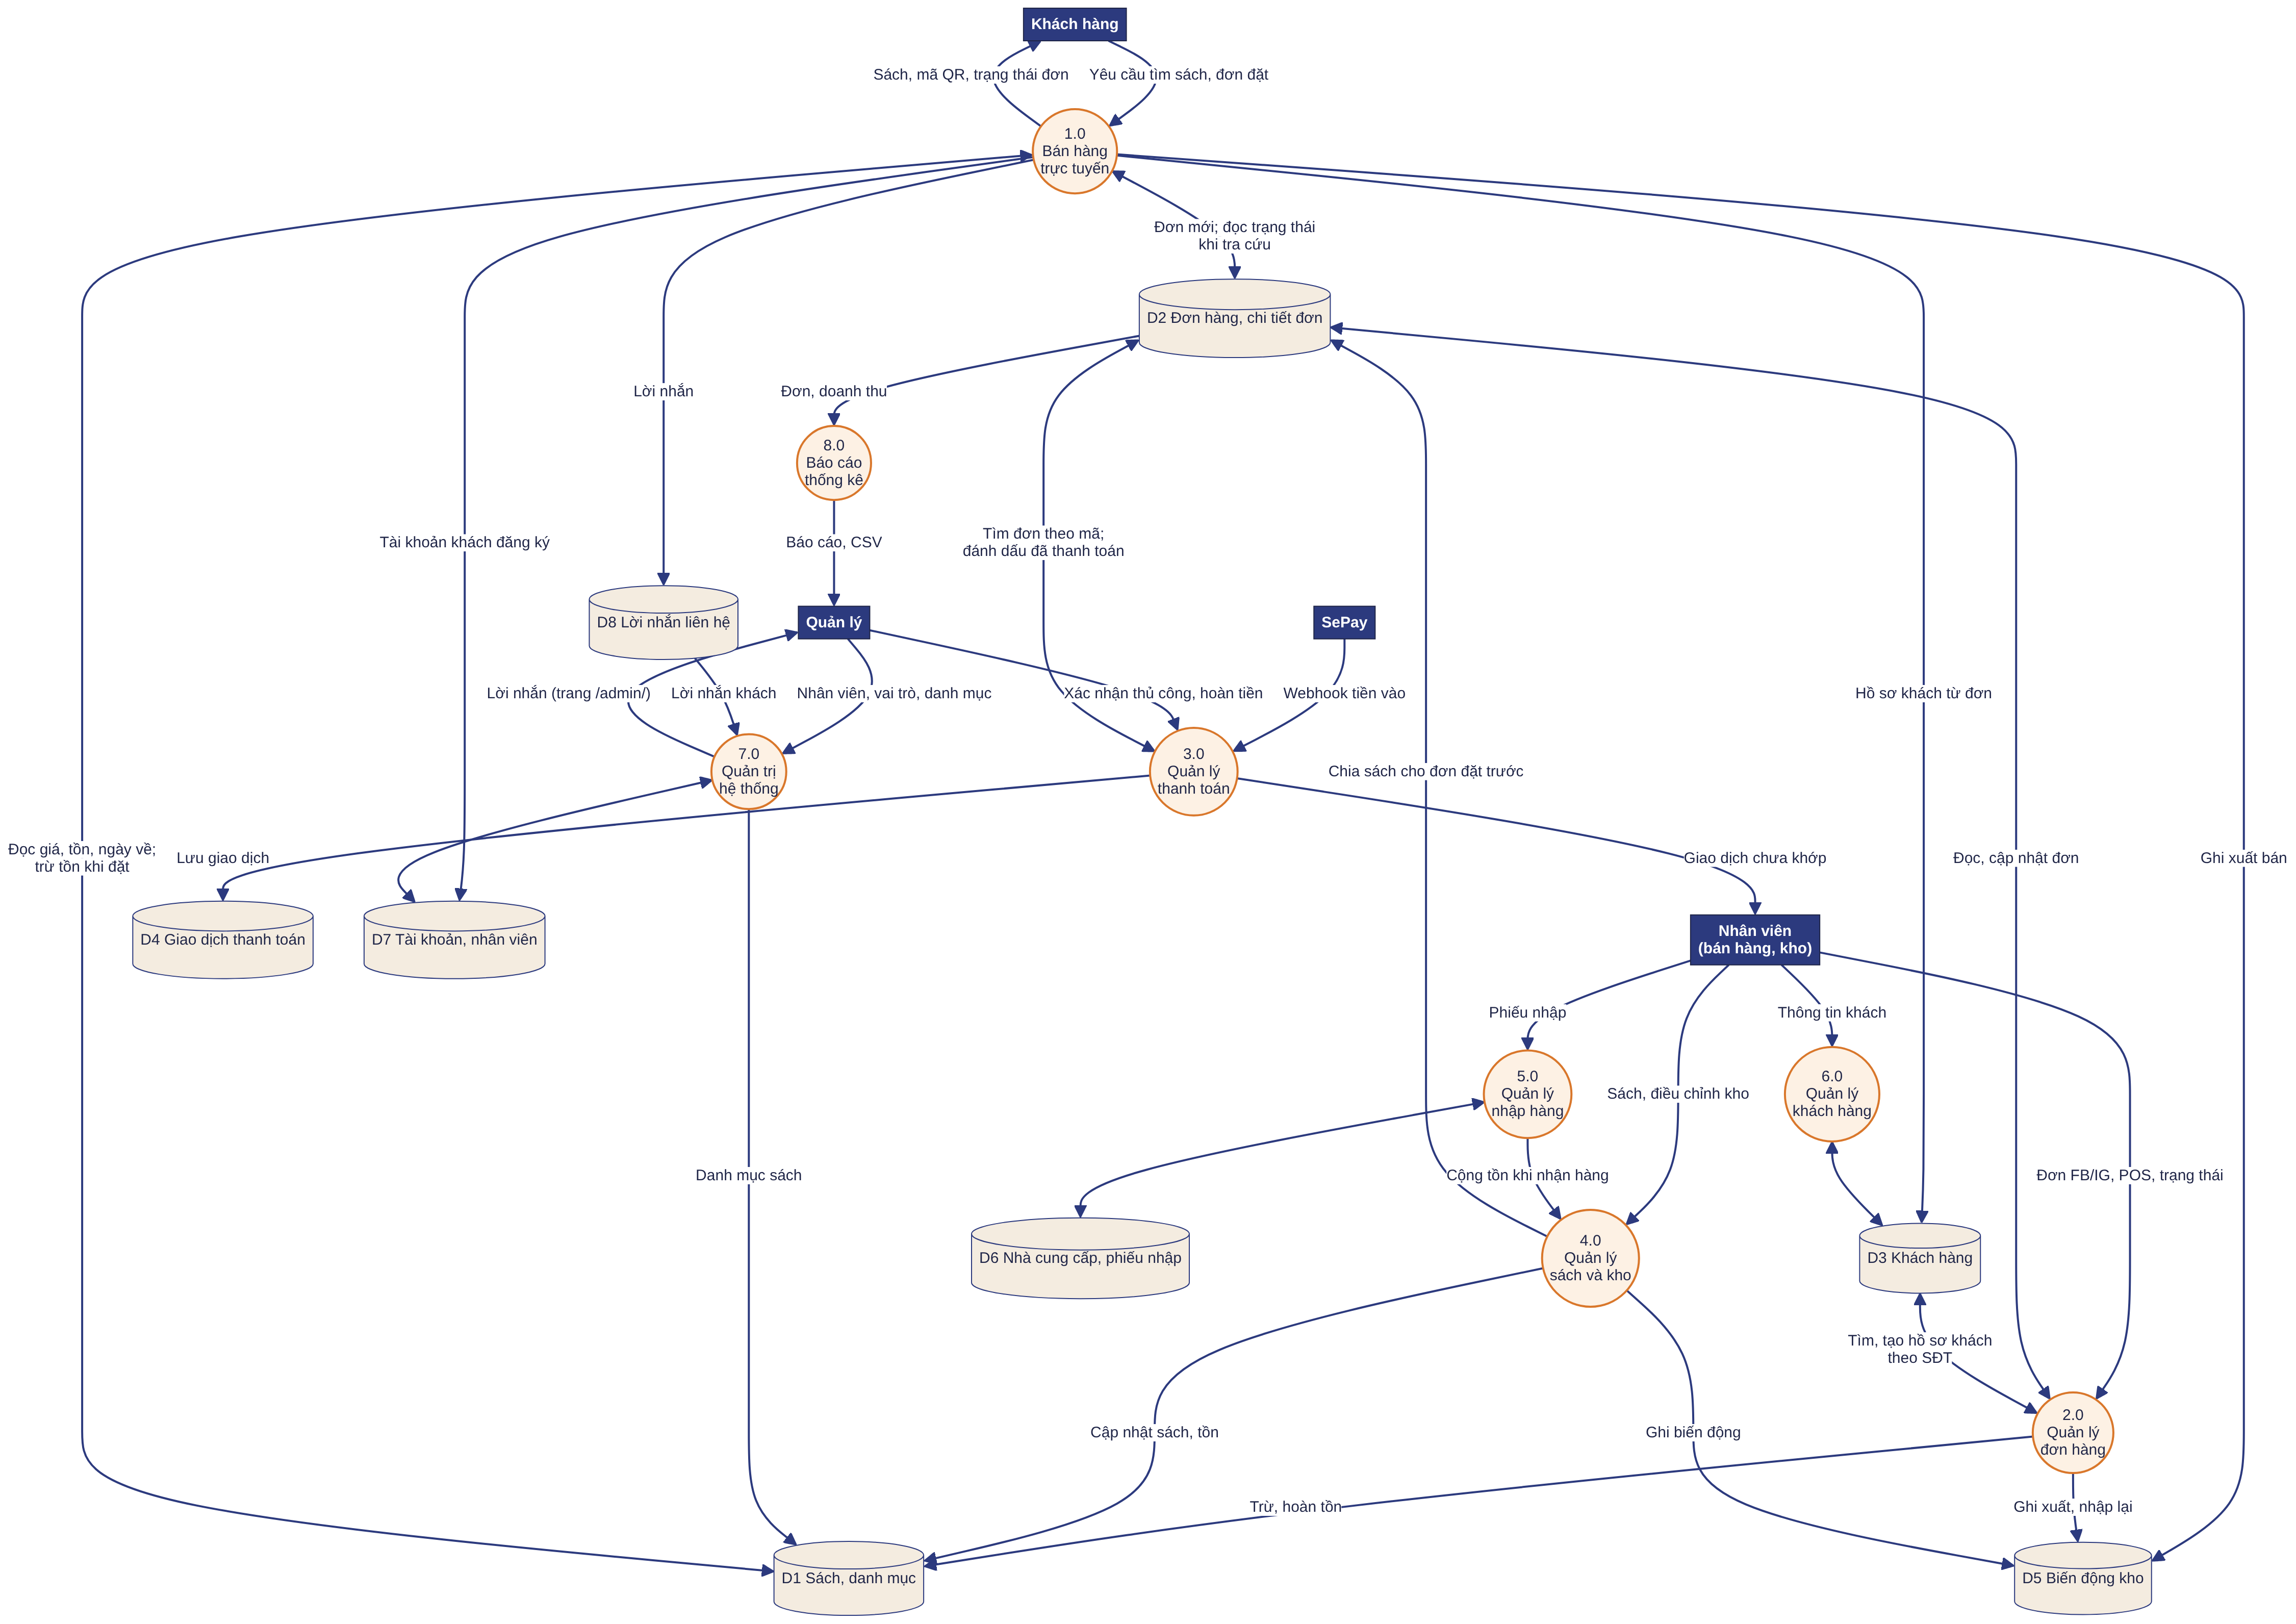 Khách hàng
Sách, mã QR, trạng thái đơn
Yêu cầu tìm sách, đơn đặt
1.0
Bán hàng
trực tuyến
Đơn mới; đọc trạng thái
khi tra cứu
D2 Đơn hàng, chi tiết đơn
Lời nhắn
Đơn, doanh thu
8.0
Báo cáo
thống kê
Tài khoản khách đăng ký
Báo cáo, CSV
Tìm đơn theo mã;
đánh dấu đã thanh toán
D8 Lời nhắn liên hệ
Quản lý
SePay
Lời nhắn (trang /admin/)
Lời nhắn khách
Nhân viên, vai trò, danh mục
Xác nhận thủ công, hoàn tiền
Webhook tiền vào
Hồ sơ khách từ đơn
7.0
Quản trị
hệ thống
3.0
Quản lý
thanh toán
Chia sách cho đơn đặt trước
Đọc giá, tồn, ngày về;
trừ tồn khi đặt
Lưu giao dịch
Giao dịch chưa khớp
Đọc, cập nhật đơn
Ghi xuất bán
D4 Giao dịch thanh toán
D7 Tài khoản, nhân viên
Nhân viên
(bán hàng, kho)
Phiếu nhập
Thông tin khách
5.0
Quản lý
nhập hàng
Sách, điều chỉnh kho
6.0
Quản lý
khách hàng
Danh mục sách
Cộng tồn khi nhận hàng
Đơn FB/IG, POS, trạng thái
D6 Nhà cung cấp, phiếu nhập
4.0
Quản lý
sách và kho
D3 Khách hàng
Tìm, tạo hồ sơ khách
theo SĐT
Cập nhật sách, tồn
Ghi biến động
2.0
Quản lý
đơn hàng
Trừ, hoàn tồn
Ghi xuất, nhập lại
D1 Sách, danh mục
D5 Biến động kho